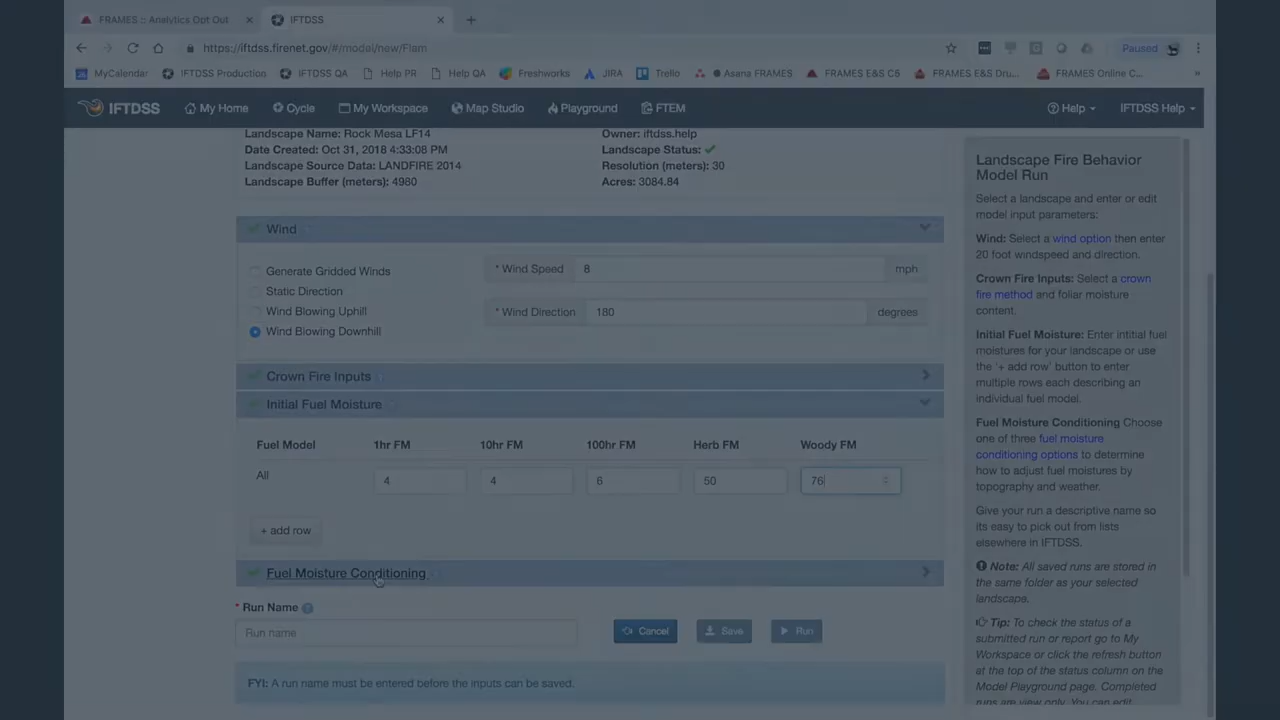 FRAMES :: Analytics Opt Out
IFTDSS
https://iftdss.firenet.gov/#/model/new/Flam
Paused
MyCalendar
IFTDSS Production
IFTDSS QA
Help PR
Help QA
Freshworks
JIRA
Trello
Asana FRAMES
FRAMES E&S C5
FRAMES E&S Dru...
FRAMES Online C...
»
IFTDSS
My Home
Cycle
My Workspace
Map Studio
Playground
FTEM
Help
IFTDSS Help
Landscape Name: Rock Mesa LF14
Date Created: Oct 31, 2018 4:33:08 PM
Landscape Source Data: LANDFIRE 2014
Landscape Buffer (meters): 4980
Owner: iftdss.help
Landscape Status:
Resolution (meters): 30
Acres: 3084.84
Wind
Generate Gridded Winds
Static Direction
Wind Blowing Uphill
Wind Blowing Downhill
* Wind Speed 8 mph
* Wind Direction 180 degrees
Crown Fire Inputs
Initial Fuel Moisture
Fuel Model 1hr FM 10hr FM 100hr FM Herb FM Woody FM
All 4 4 6 50 76
+ add row
Fuel Moisture Conditioning
* Run Name
Run name
Cancel
Save
Run
FYI: A run name must be entered before the inputs can be saved.
Landscape Fire Behavior
Model Run
Select a landscape and enter or edit
model input parameters:
Wind: Select a wind option then enter
20 foot windspeed and direction.
Crown Fire Inputs: Select a crown
fire method and foliar moisture
content.
Initial Fuel Moisture: Enter intitial fuel
moistures for your landscape or use
the '+ add row' button to enter
multiple rows each describing an
individual fuel model.
Fuel Moisture Conditioning Choose
one of three fuel moisture
conditioning options to determine
how to adjust fuel moistures by
topography and weather.
Give your run a descriptive name so
its easy to pick out from lists
elsewhere in IFTDSS.
Note: All saved runs are stored in
the same folder as your selected
landscape.
Tip: To check the status of a
submitted run or report go to My
Workspace or click the refresh button
at the top of the status column on the
Model Playground page. Completed
runs are view only. You can edit